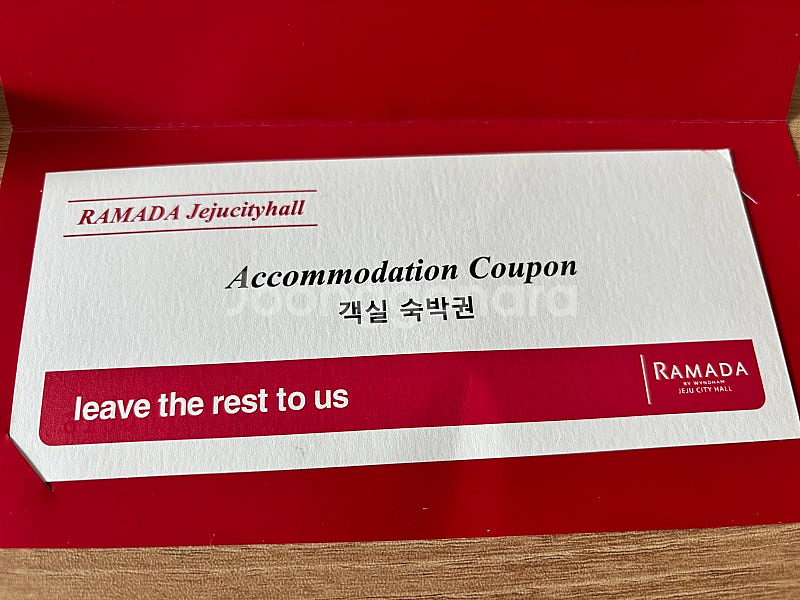 RAMADA Jejucityhall
Accommodation Coupon
Joonggonara
객실 숙박권
leave the rest to us
RAMADA
BY WYNDHAM
JEJU CITY HALL